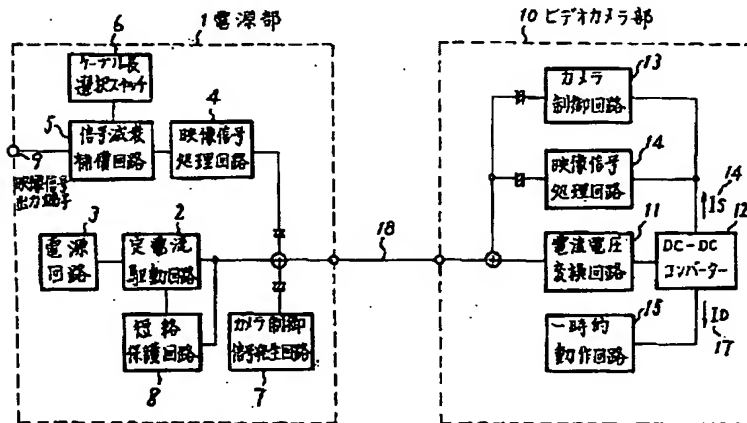 1 電源部
6
ケーブル長
選択スイッチ
5
信号減衰
補償回路
4
映像信号
処理回路
9
映像信号
出力端子
3
電源
回路
2
定電流
駆動回路
短絡
保護回路
8
カメラ制御
信号発生回路
7
18
10 ビデオカメラ部
カメラ
制御回路
13
映像信号
処理回路
14
電流電圧
変換回路
11
14
IS
12
DC-DC
コンバーター
一時的
動作回路
15
ID
17